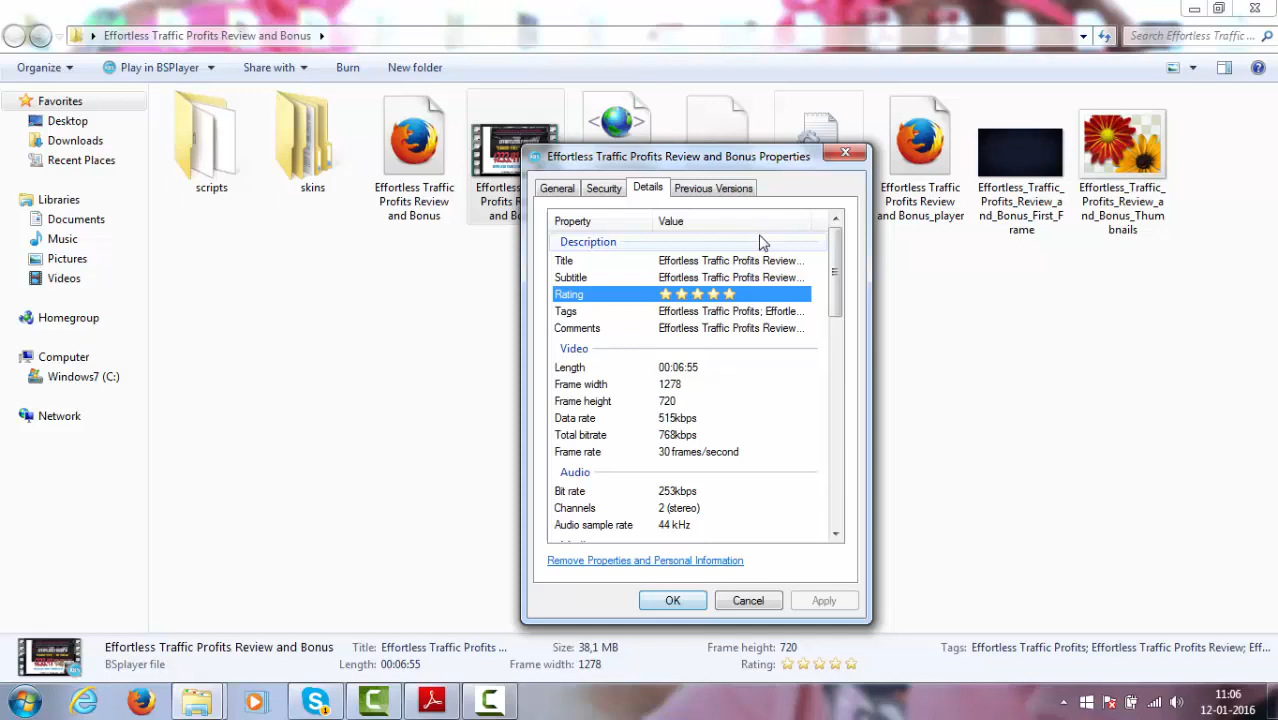 Effortless Traffic Profits Review and Bonus
Search Effortless Traffic ...
Organize
Play in BSPlayer
Share with
Burn
New folder
Favorites
Desktop
Downloads
Recent Places
Libraries
Documents
Music
Pictures
Videos
Homegroup
Computer
Windows7 (C:)
Network
scripts
skins
Effortless Traffic
Profits Review
and Bonus
Effortless Traffic
Profits Review
and Bonus_player
Effortless_Traffic_
Profits_Review_a
nd_Bonus_First_F
rame
Effortless_Traffic_
Profits_Review_a
nd_Bonus_Thum
bnails
Effortless Traffic Profits Review and Bonus Properties
General
Security
Details
Previous Versions
Property Value
Description
Title Effortless Traffic Profits Review...
Subtitle Effortless Traffic Profits Review...
Rating
Tags Effortless Traffic Profits; Effortle...
Comments Effortless Traffic Profits Review...
Video
Length 00:06:55
Frame width 1278
Frame height 720
Data rate 515kbps
Total bitrate 768kbps
Frame rate 30 frames/second
Audio
Bit rate 253kbps
Channels 2 (stereo)
Audio sample rate 44 kHz
Remove Properties and Personal Information
OK
Cancel
Apply
Effortless Traffic Profits Review and Bonus
BSplayer file
Title: Effortless Traffic Profits ...
Length: 00:06:55
Size: 38,1 MB
Frame width: 1278
Frame height: 720
Rating:
Tags: Effortless Traffic Profits; Effortless Traffic Profits Review; Eff...
11:06
12-01-2016